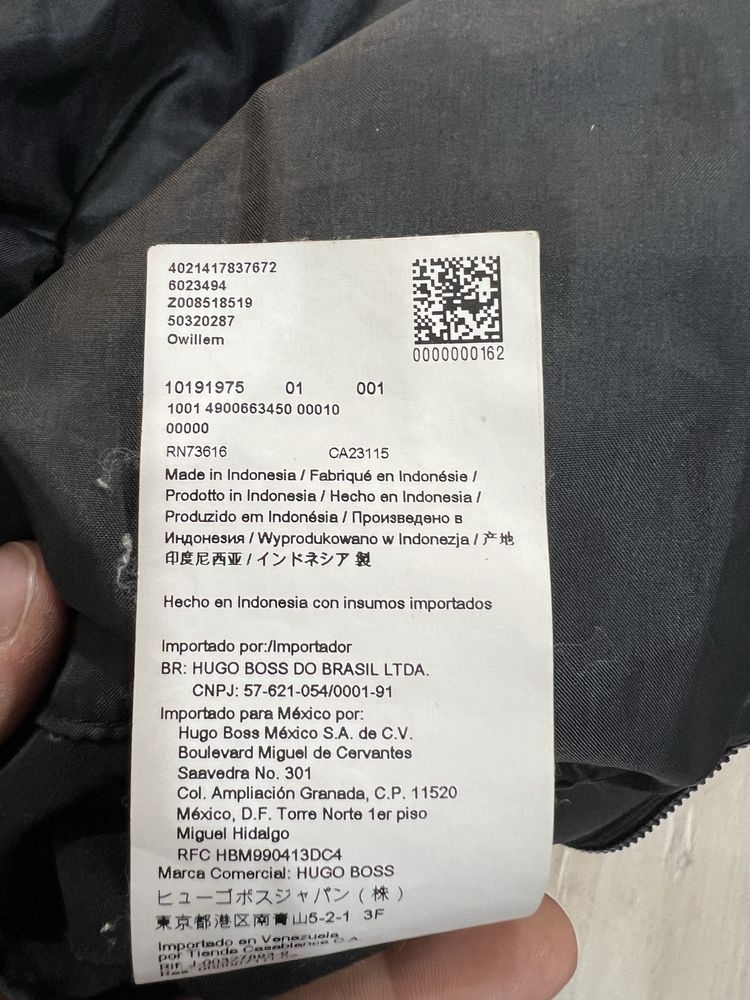 4021417837672
6023494
Z008518519
50320287
Owillem
0000000162
10191975 01 001
1001 4900663450 00010
00000
RN73616 CA23115
Made in Indonesia / Fabriqué en Indonésie /
Prodotto in Indonesia / Hecho en Indonesia /
Produzido em Indonésia / Произведено в
Индонезия / Wyprodukowano w Indonezja / 产地
印度尼西亚 / インドネシア 製
Hecho en Indonesia con insumos importados
Importado por:/Importador
BR: HUGO BOSS DO BRASIL LTDA.
CNPJ: 57-621-054/0001-91
Importado para México por:
Hugo Boss México S.A. de C.V.
Boulevard Miguel de Cervantes
Saavedra No. 301
Col. Ampliación Granada, C.P. 11520
México, D.F. Torre Norte 1er piso
Miguel Hidalgo
RFC HBM990413DC4
Marca Comercial: HUGO BOSS
ヒューゴボスジャパン（株）
東京都港区南青山5-2-1 3F
Importado en Venezuela
por Tienda Casablanca C.A.